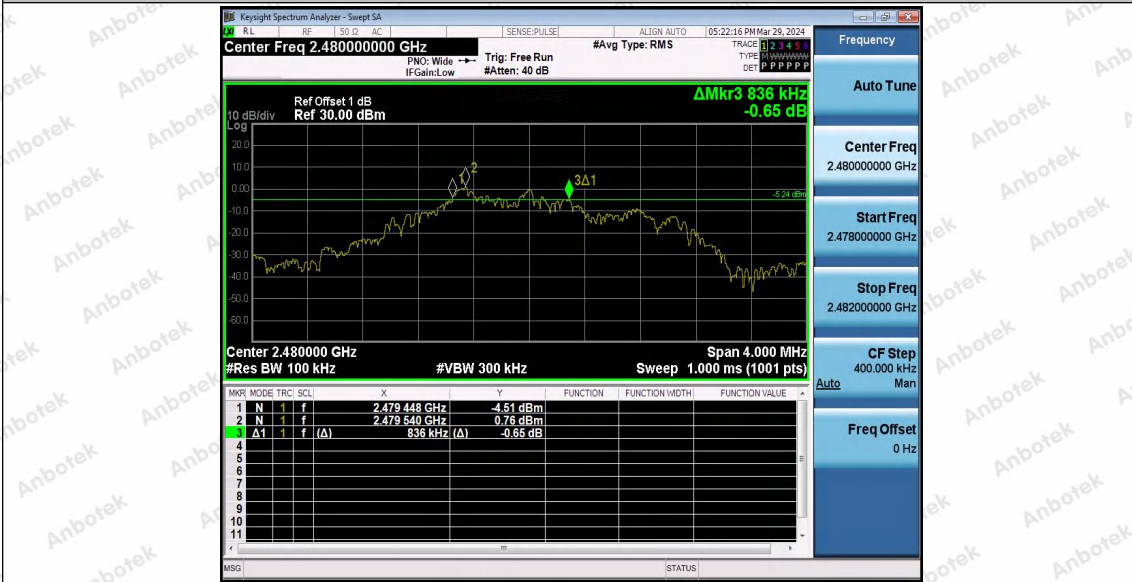 Keysight Spectrum Analyzer - Swept SA
LXI RL RF 50 Ω AC SENSE:PULSE ALIGN AUTO 05:22:16 PM Mar 29, 2024
Center Freq 2.480000000 GHz
#Avg Type: RMS
TRACE 1 2 3 4 5 6
PNO: Wide Trig: Free Run
TYPE M W W W W W
IFGain:Low #Atten: 40 dB
DET P P P P P P
Frequency
Auto Tune
Center Freq
2.480000000 GHz
Start Freq
2.478000000 GHz
Stop Freq
2.482000000 GHz
CF Step
400.000 kHz
Auto Man
Freq Offset
0 Hz
ΔMkr3 836 kHz
-0.65 dB
Ref Offset 1 dB
10 dB/div Ref 30.00 dBm
Log
20.0
10.0
0.00
-10.0
-20.0
-30.0
-40.0
-50.0
-60.0
1
2
3Δ1
-5.24 dBm
Center 2.480000 GHz Span 4.000 MHz
#Res BW 100 kHz #VBW 300 kHz Sweep 1.000 ms (1001 pts)
MKR MODE TRC SCL X Y FUNCTION FUNCTION WIDTH FUNCTION VALUE
1 N 1 f 2.479 448 GHz -4.51 dBm
2 N 1 f 2.479 540 GHz 0.76 dBm
3 Δ1 1 f (Δ) 836 kHz (Δ) -0.65 dB
4
5
6
7
8
9
10
11
MSG STATUS
Anbotek